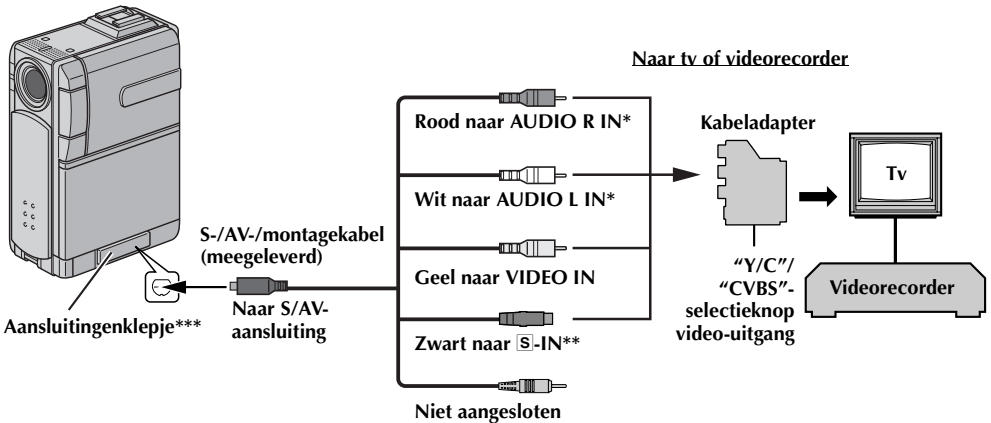 Naar tv of videorecorder
Rood naar AUDIO R IN*
Kabeladapter
Tv
Wit naar AUDIO L IN*
S-/AV-/montagekabel
(meegeleverd)
Geel naar VIDEO IN
"Y/C"/
"CVBS"-
selectieknop
video-uitgang
Videorecorder
Naar S/AV-
aansluiting
Aansluitingenklepje***
Zwart naar S-IN**
Niet aangesloten